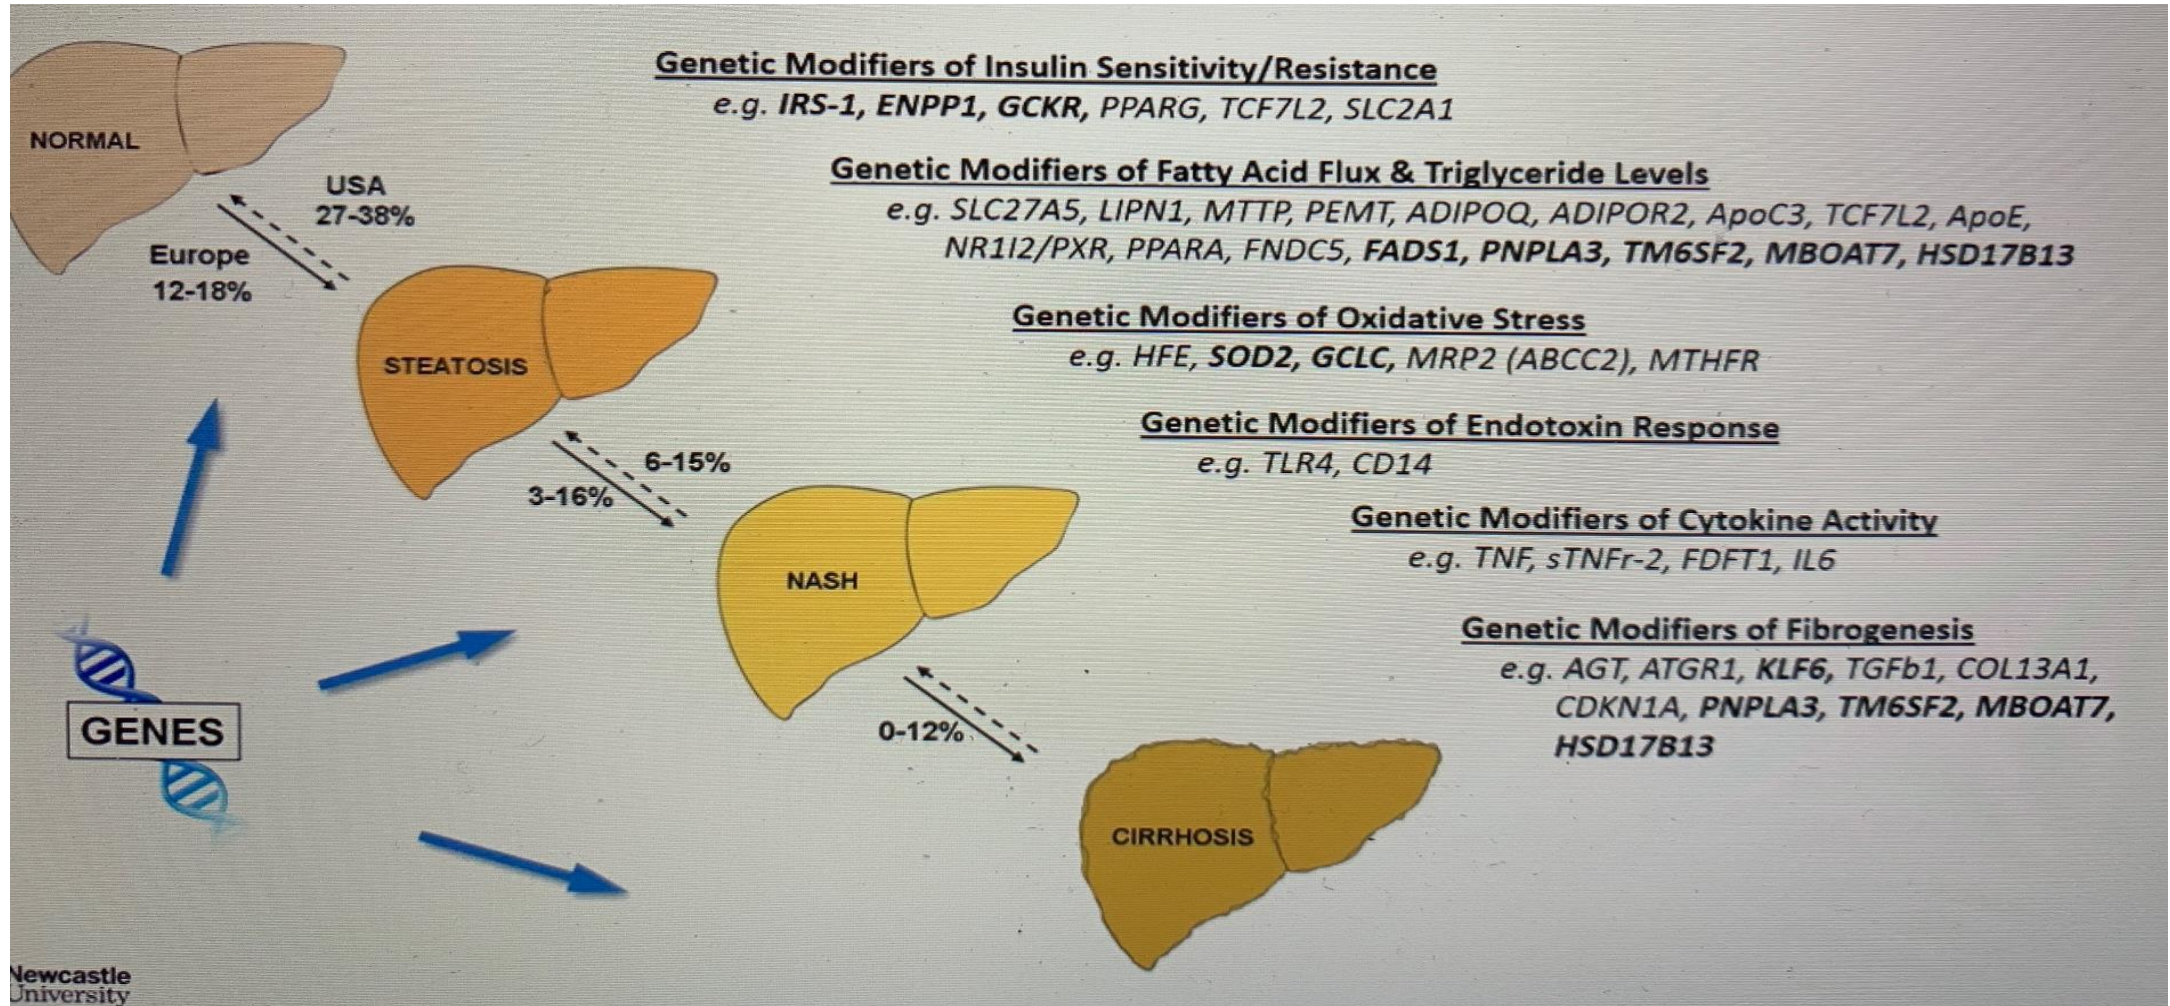 Genetic Modifiers of Insulin Sensitivity/Resistance
e.g. IRS-1, ENPP1, GCKR, PPARG, TCF7L2, SLC2A1
NORMAL
Genetic Modifiers of Fatty Acid Flux & Triglyceride Levels
e.g. SLC27A5, LIPN1, MTTP, PEMT, ADIPOQ, ADIPOR2, ApoC3, TCF7L2, ApoE,
NR1I2/PXR, PPARA, FNDC5, FADS1, PNPLA3, TM6SF2, MBOAT7, HSD17B13
USA
27-38%
Europe
12-18%
Genetic Modifiers of Oxidative Stress
e.g. HFE, SOD2, GCLC, MRP2 (ABCC2), MTHFR
STEATOSIS
Genetic Modifiers of Endotoxin Response
e.g. TLR4, CD14
6-15%
3-16%
Genetic Modifiers of Cytokine Activity
e.g. TNF, sTNFr-2, FDFT1, IL6
NASH
Genetic Modifiers of Fibrogenesis
e.g. AGT, ATGR1, KLF6, TGFb1, COL13A1,
CDKN1A, PNPLA3, TM6SF2, MBOAT7,
HSD17B13
GENES
0-12%
CIRRHOSIS
Newcastle
University